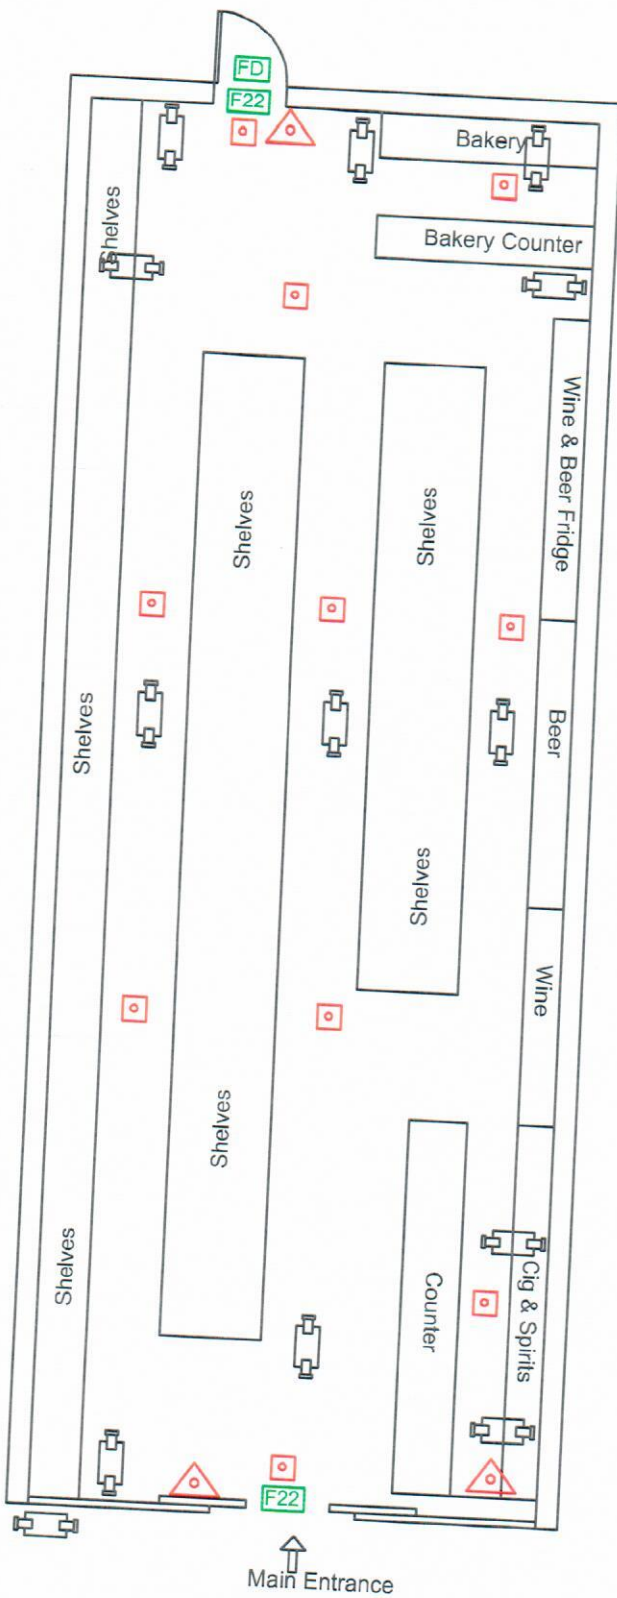 FD
F22
Bakery
Shelves
Bakery Counter
Wine & Beer Fridge
Shelves
Shelves
Shelves
Beer
Shelves
Wine
Shelves
Shelves
Counter
Cig & Spirits
F22
Main Entrance